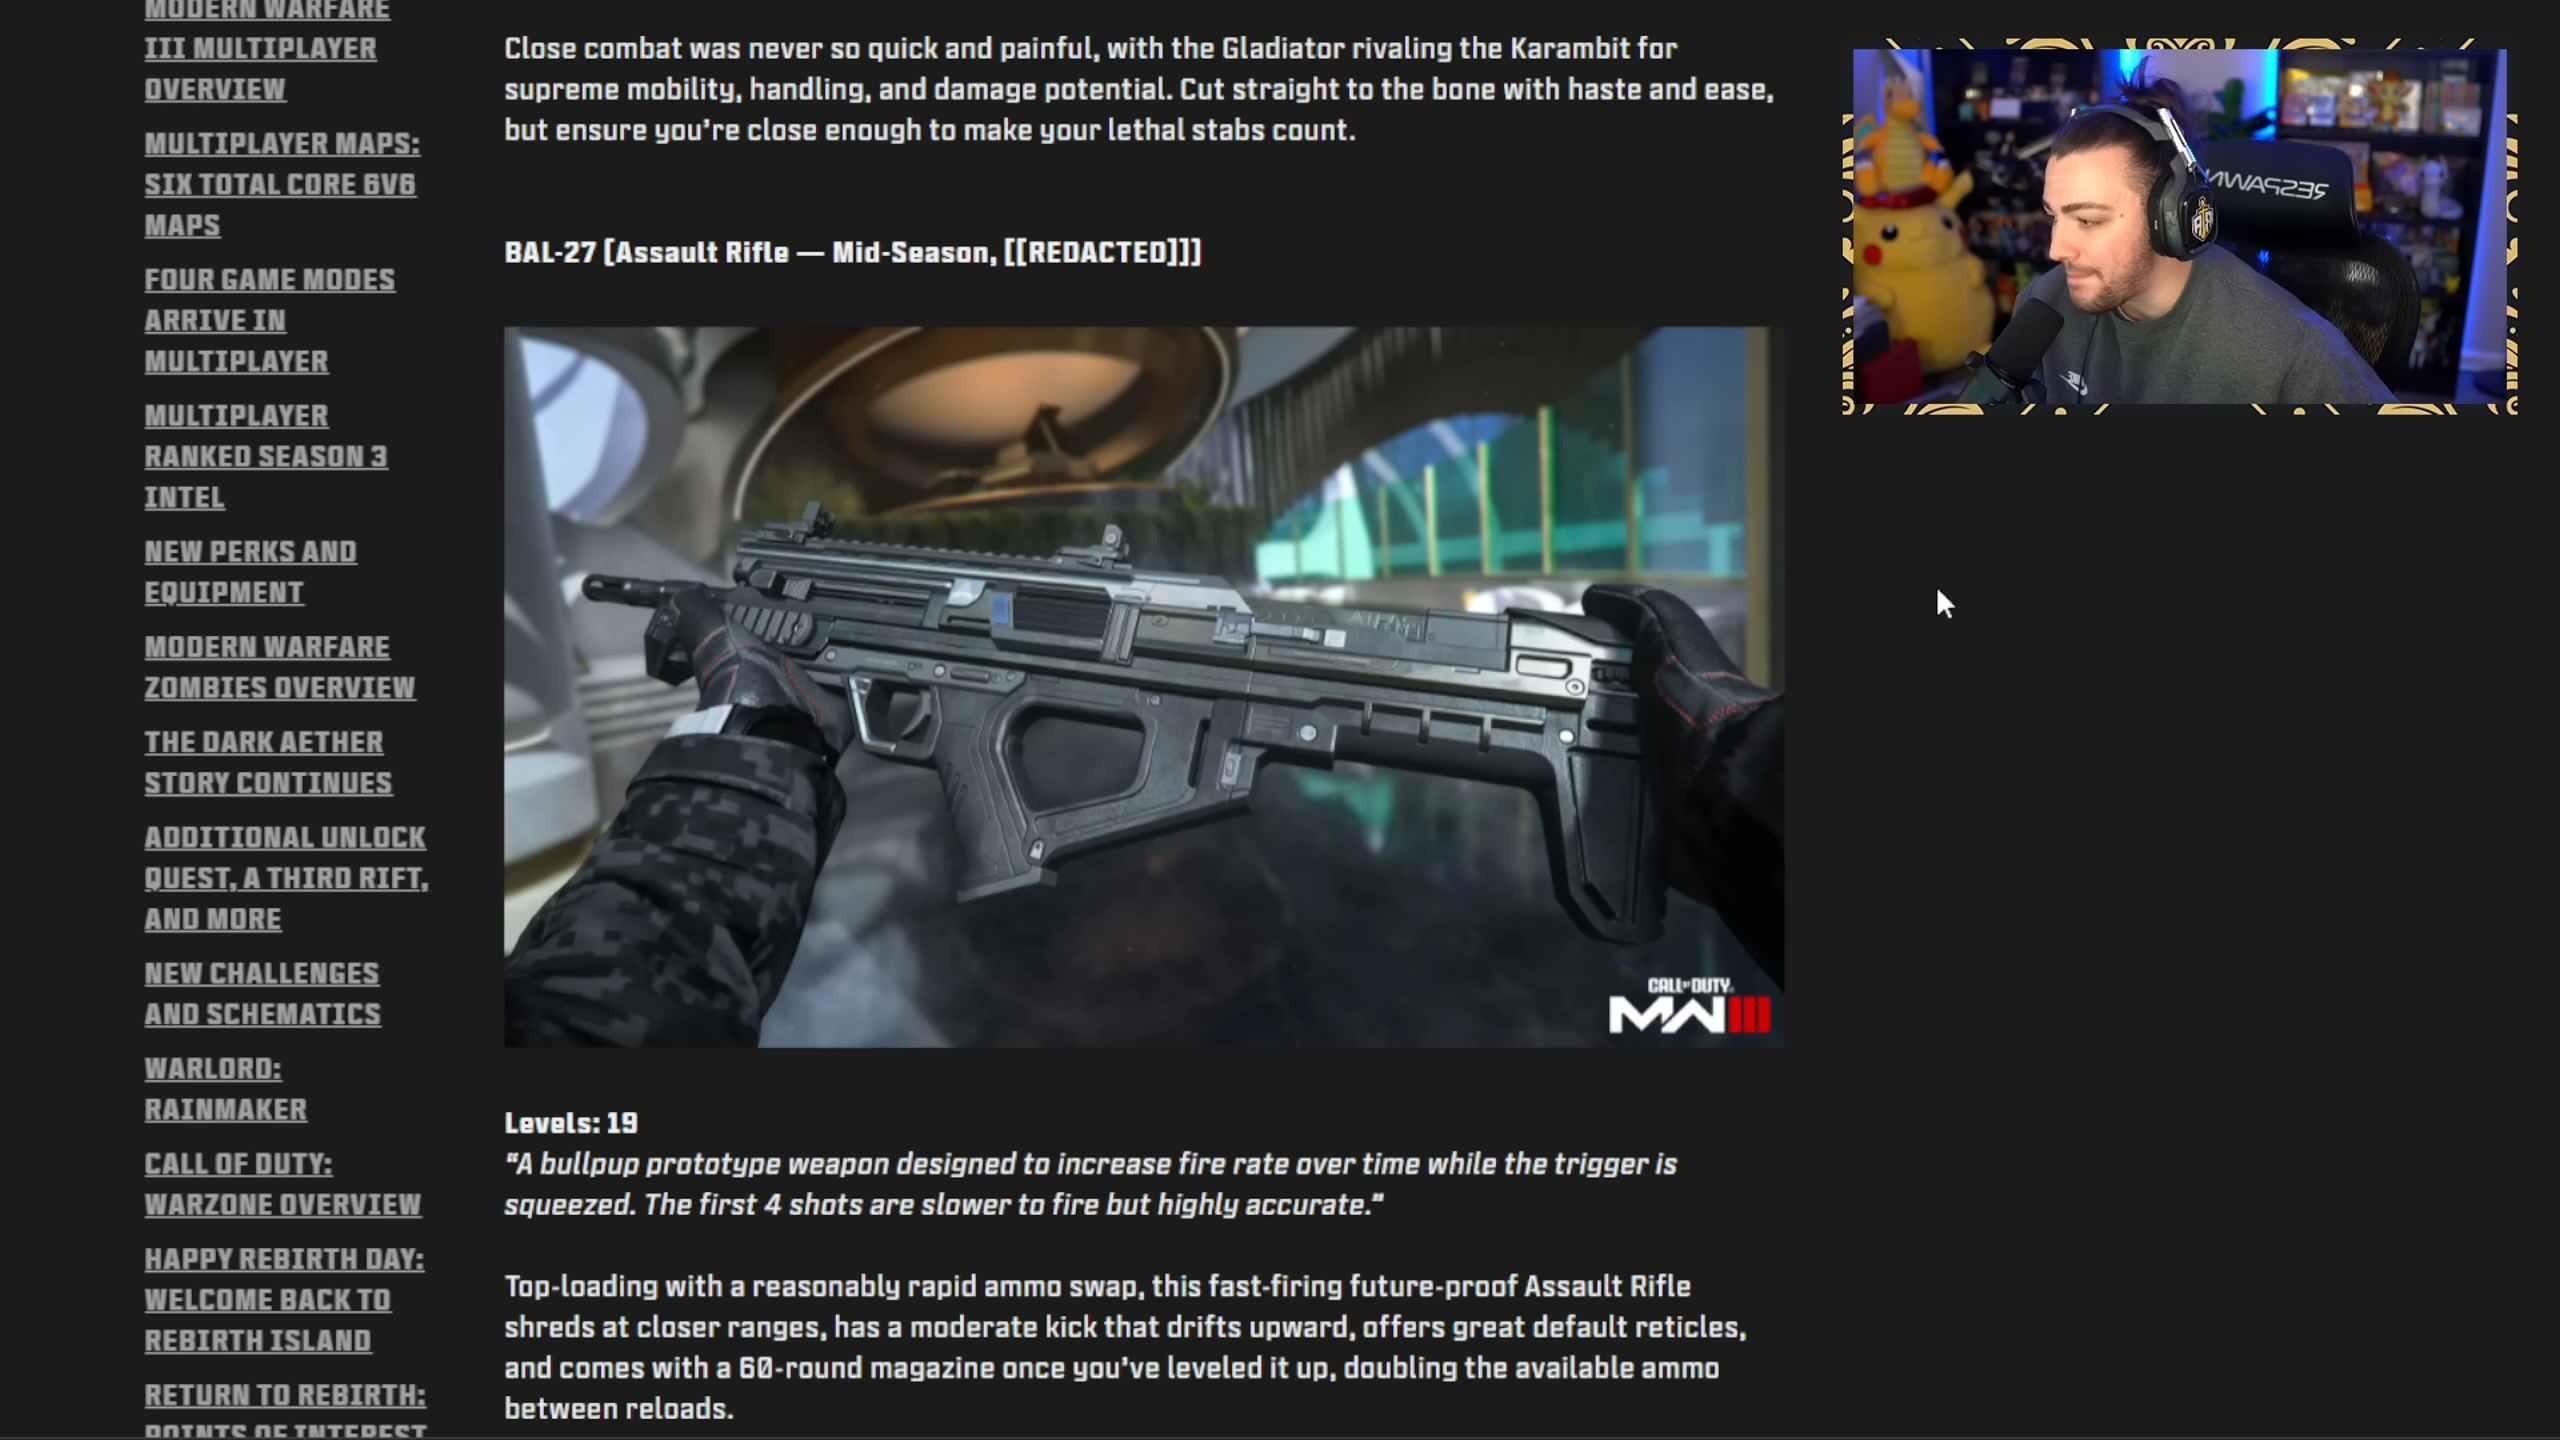 MODERN WARFARE
III MULTIPLAYER
OVERVIEW
MULTIPLAYER MAPS:
SIX TOTAL CORE 6V6
MAPS
FOUR GAME MODES
ARRIVE IN
MULTIPLAYER
MULTIPLAYER
RANKED SEASON 3
INTEL
NEW PERKS AND
EQUIPMENT
MODERN WARFARE
ZOMBIES OVERVIEW
THE DARK AETHER
STORY CONTINUES
ADDITIONAL UNLOCK
QUEST, A THIRD RIFT,
AND MORE
NEW CHALLENGES
AND SCHEMATICS
WARLORD:
RAINMAKER
CALL OF DUTY:
WARZONE OVERVIEW
HAPPY REBIRTH DAY:
WELCOME BACK TO
REBIRTH ISLAND
RETURN TO REBIRTH:
POINTS OF INTEREST
Close combat was never so quick and painful, with the Gladiator rivaling the Karambit for
supreme mobility, handling, and damage potential. Cut straight to the bone with haste and ease,
but ensure you're close enough to make your lethal stabs count.
BAL-27 [Assault Rifle — Mid-Season, [[REDACTED]]]
CALL OF DUTY
MWIII
Levels: 19
"A bullpup prototype weapon designed to increase fire rate over time while the trigger is
squeezed. The first 4 shots are slower to fire but highly accurate."
Top-loading with a reasonably rapid ammo swap, this fast-firing future-proof Assault Rifle
shreds at closer ranges, has a moderate kick that drifts upward, offers great default reticles,
and comes with a 60-round magazine once you've leveled it up, doubling the available ammo
between reloads.
RESPAWN